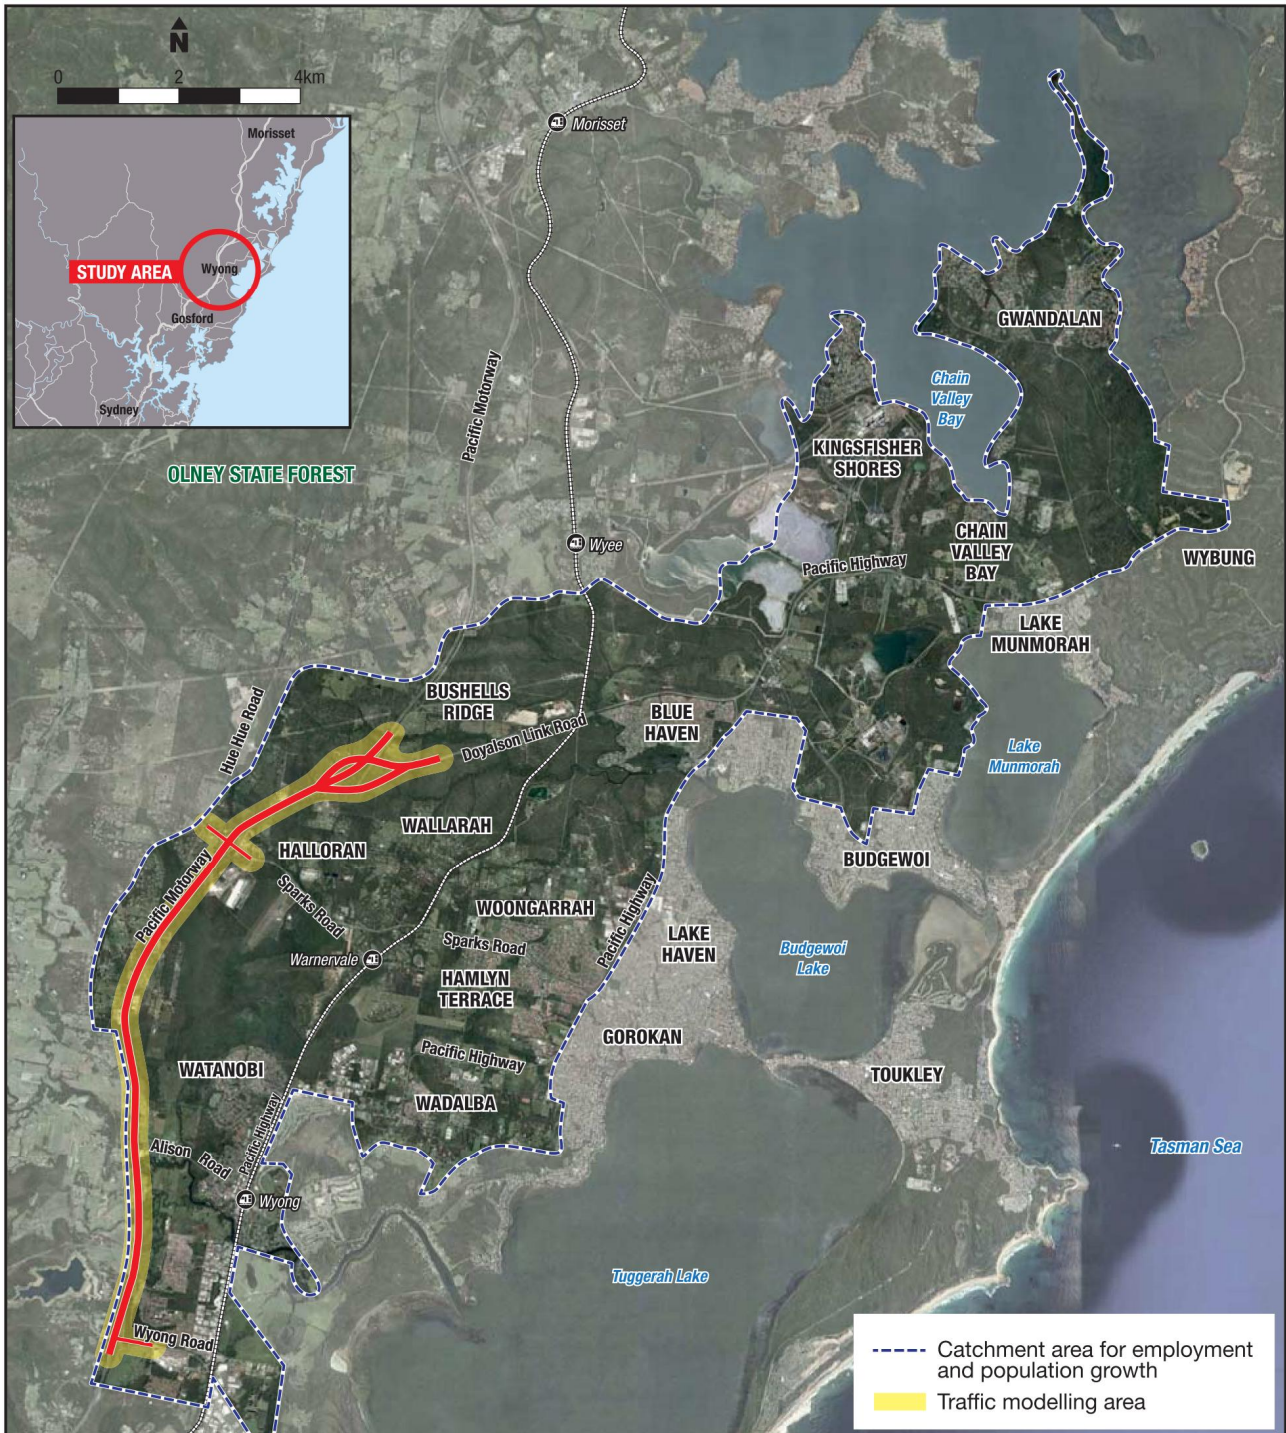 N
0 2 4km
Morisset
STUDY AREA
Wyong
Gosford
Sydney
Morisset
Pacific Motorway
OLNEY STATE FOREST
GWANDALAN
Chain
Valley
Bay
KINGSFISHER
SHORES
CHAIN
VALLEY
BAY
Wyee
Pacific Highway
WYBUNG
LAKE
MUNMORAH
Hue Hue Road
BUSHELLS
RIDGE
Doyalson Link Road
BLUE
HAVEN
Lake
Munmorah
WALLARAH
HALLORAN
BUDGEWOI
Pacific Motorway
Sparks Road
WOONGARRAH
Pacific Highway
LAKE
HAVEN
Budgewoi
Lake
Sparks Road
Warnervale
HAMLYN
TERRACE
GOROKAN
Pacific Highway
WATANOBI
TOUKLEY
WADALBA
Pacific Highway
Alison Road
Tasman Sea
Wyong
Tuggerah Lake
Wyong Road
Catchment area for employment
and population growth
Traffic modelling area